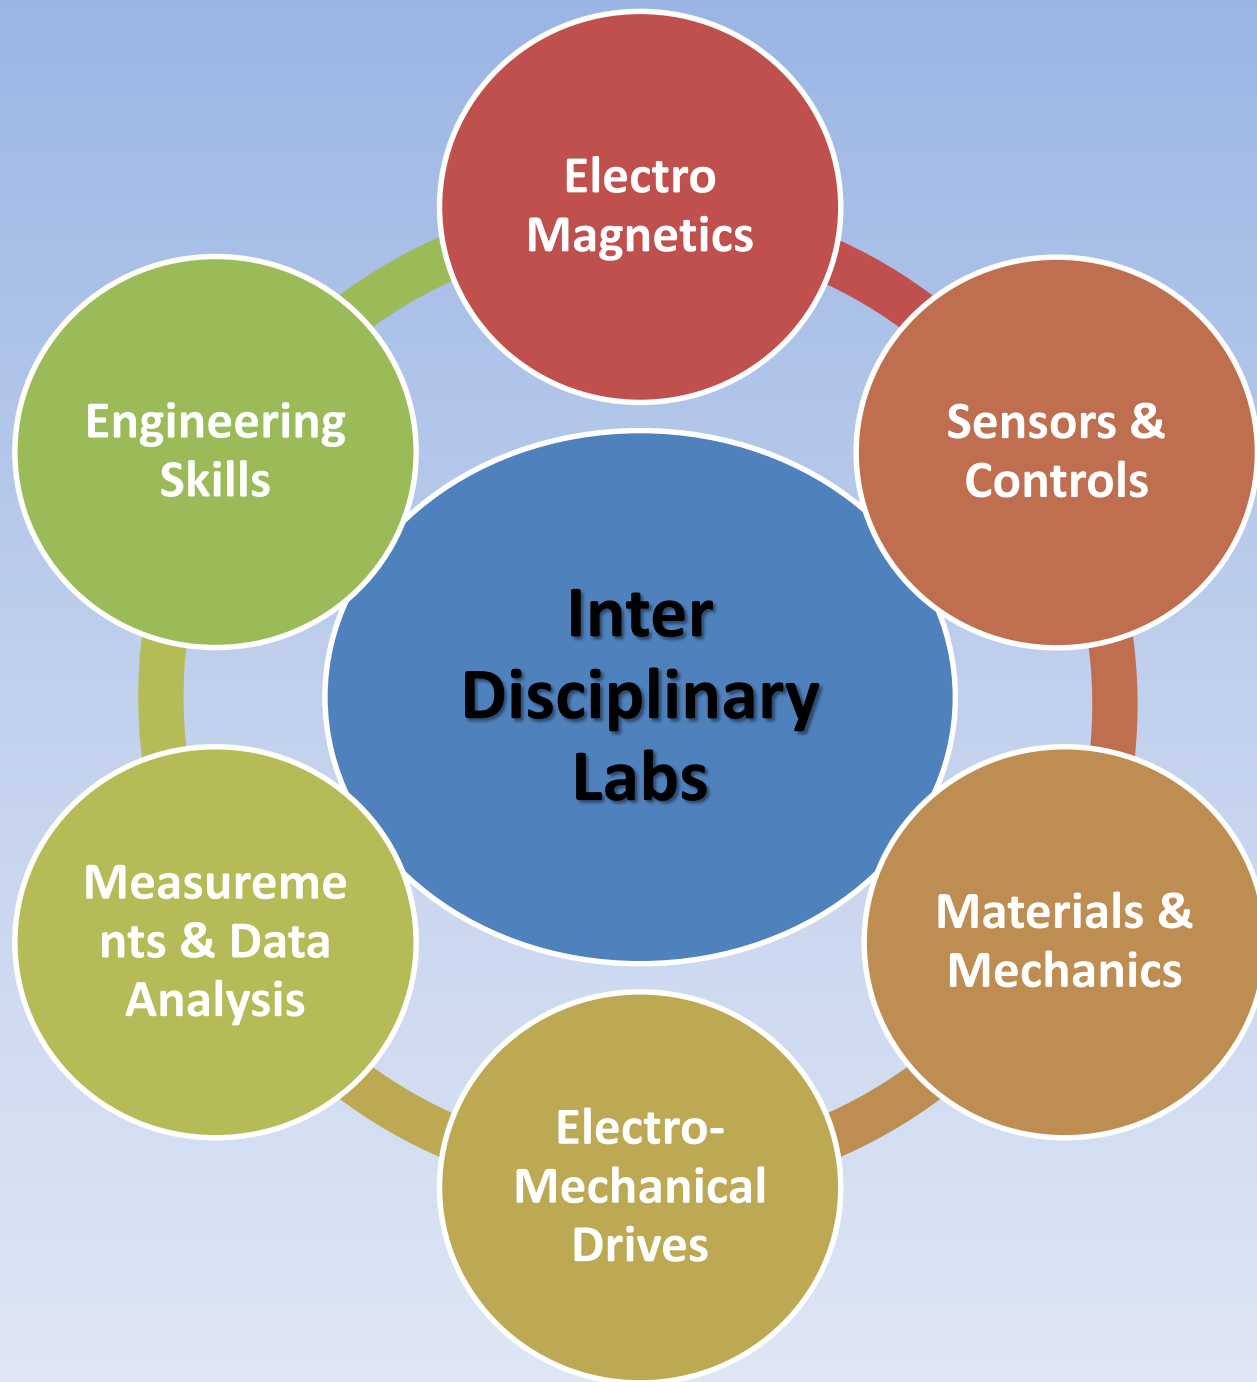 Electro
Magnetics
Sensors &
Controls
Materials &
Mechanics
Electro-
Mechanical
Drives
Measureme
nts & Data
Analysis
Engineering
Skills
Inter
Disciplinary
Labs